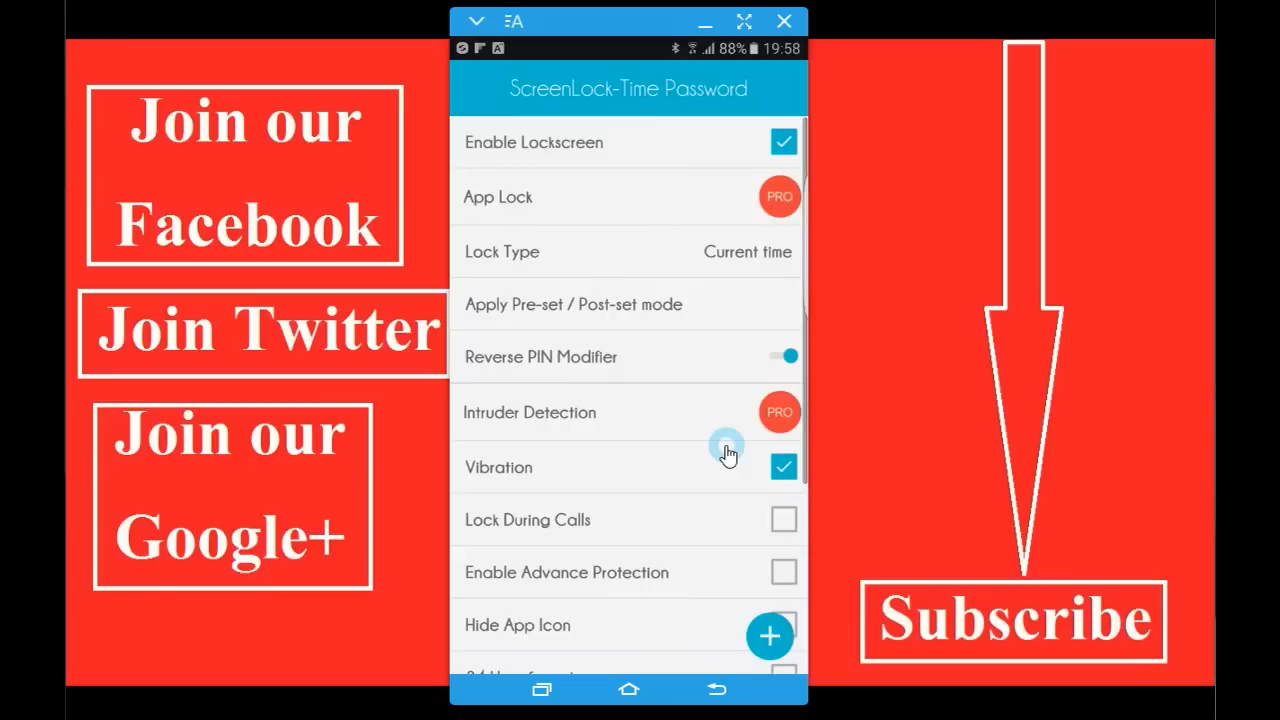 Join our
Facebook
Join Twitter
Join our
Google+
A
88% 19:58
ScreenLock-Time Password
Enable Lockscreen
App Lock PRO
Lock Type Current time
Apply Pre-set / Post-set mode
Reverse PIN Modifier
Intruder Detection PRO
Vibration
Lock During Calls
Enable Advance Protection
Hide App Icon
Subscribe